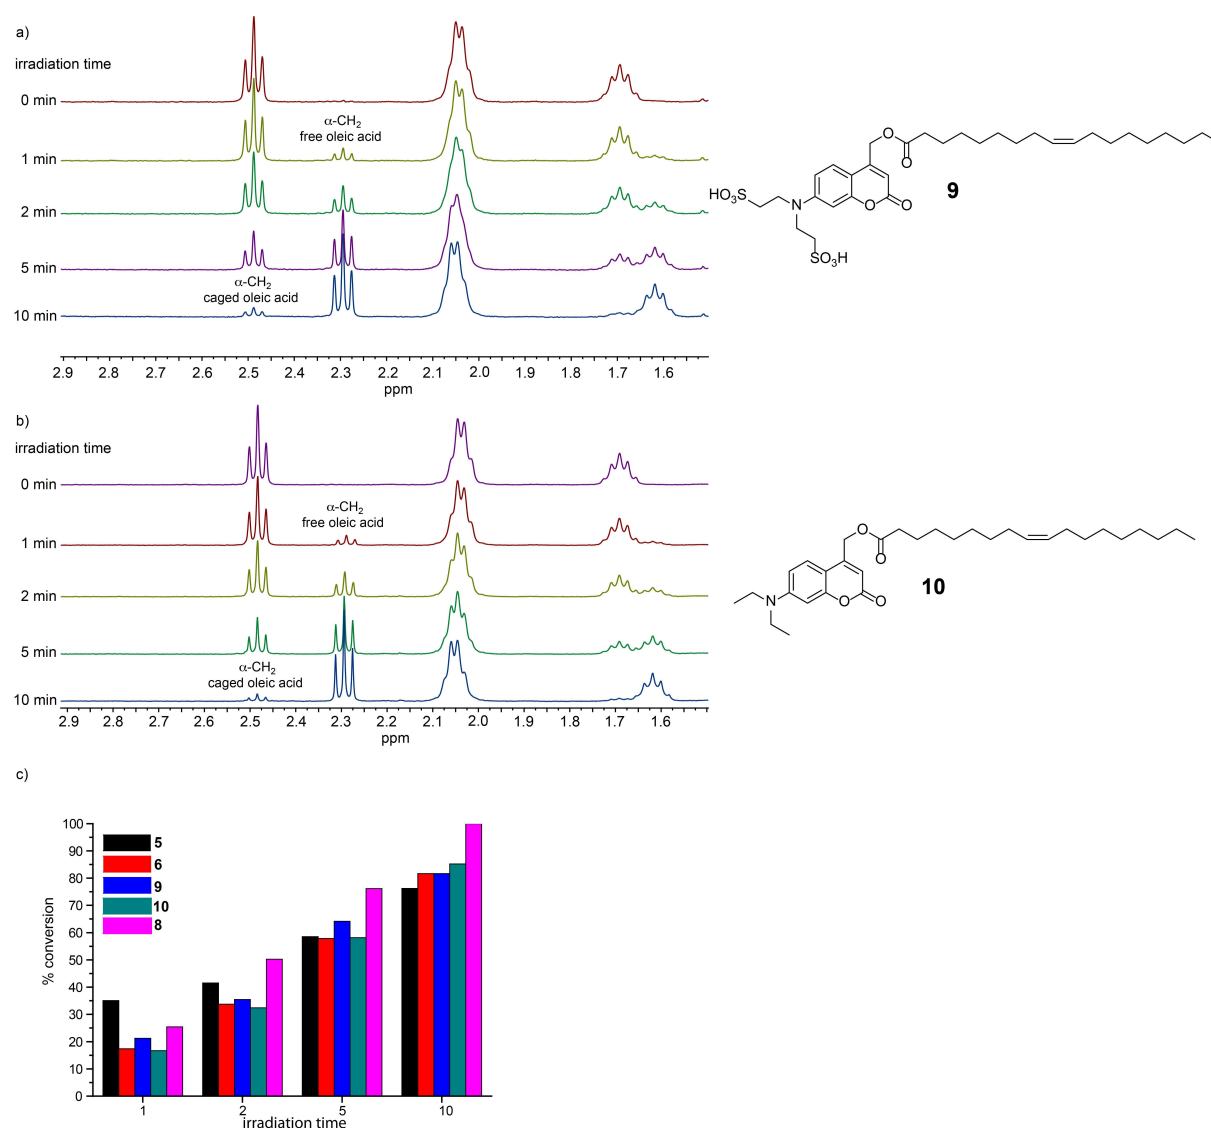 a)
irradiation time
0 min
α-CH2
free oleic acid
1 min
2 min
5 min
α-CH2
caged oleic acid
10 min
2.9 2.8 2.7 2.6 2.5 2.4 2.3 2.2 2.1 2.0 1.9 1.8 1.7 1.6
ppm
O
O
HO3S
N
O
O
SO3H
9
b)
irradiation time
0 min
α-CH2
free oleic acid
1 min
2 min
5 min
α-CH2
caged oleic acid
10 min
2.9 2.8 2.7 2.6 2.5 2.4 2.3 2.2 2.1 2.0 1.9 1.8 1.7 1.6
ppm
O
O
N
O
O
10
c)
100
90
80
70
60
50
40
30
20
10
0
% conversion
5
6
9
10
8
1 2 5 10
irradiation time